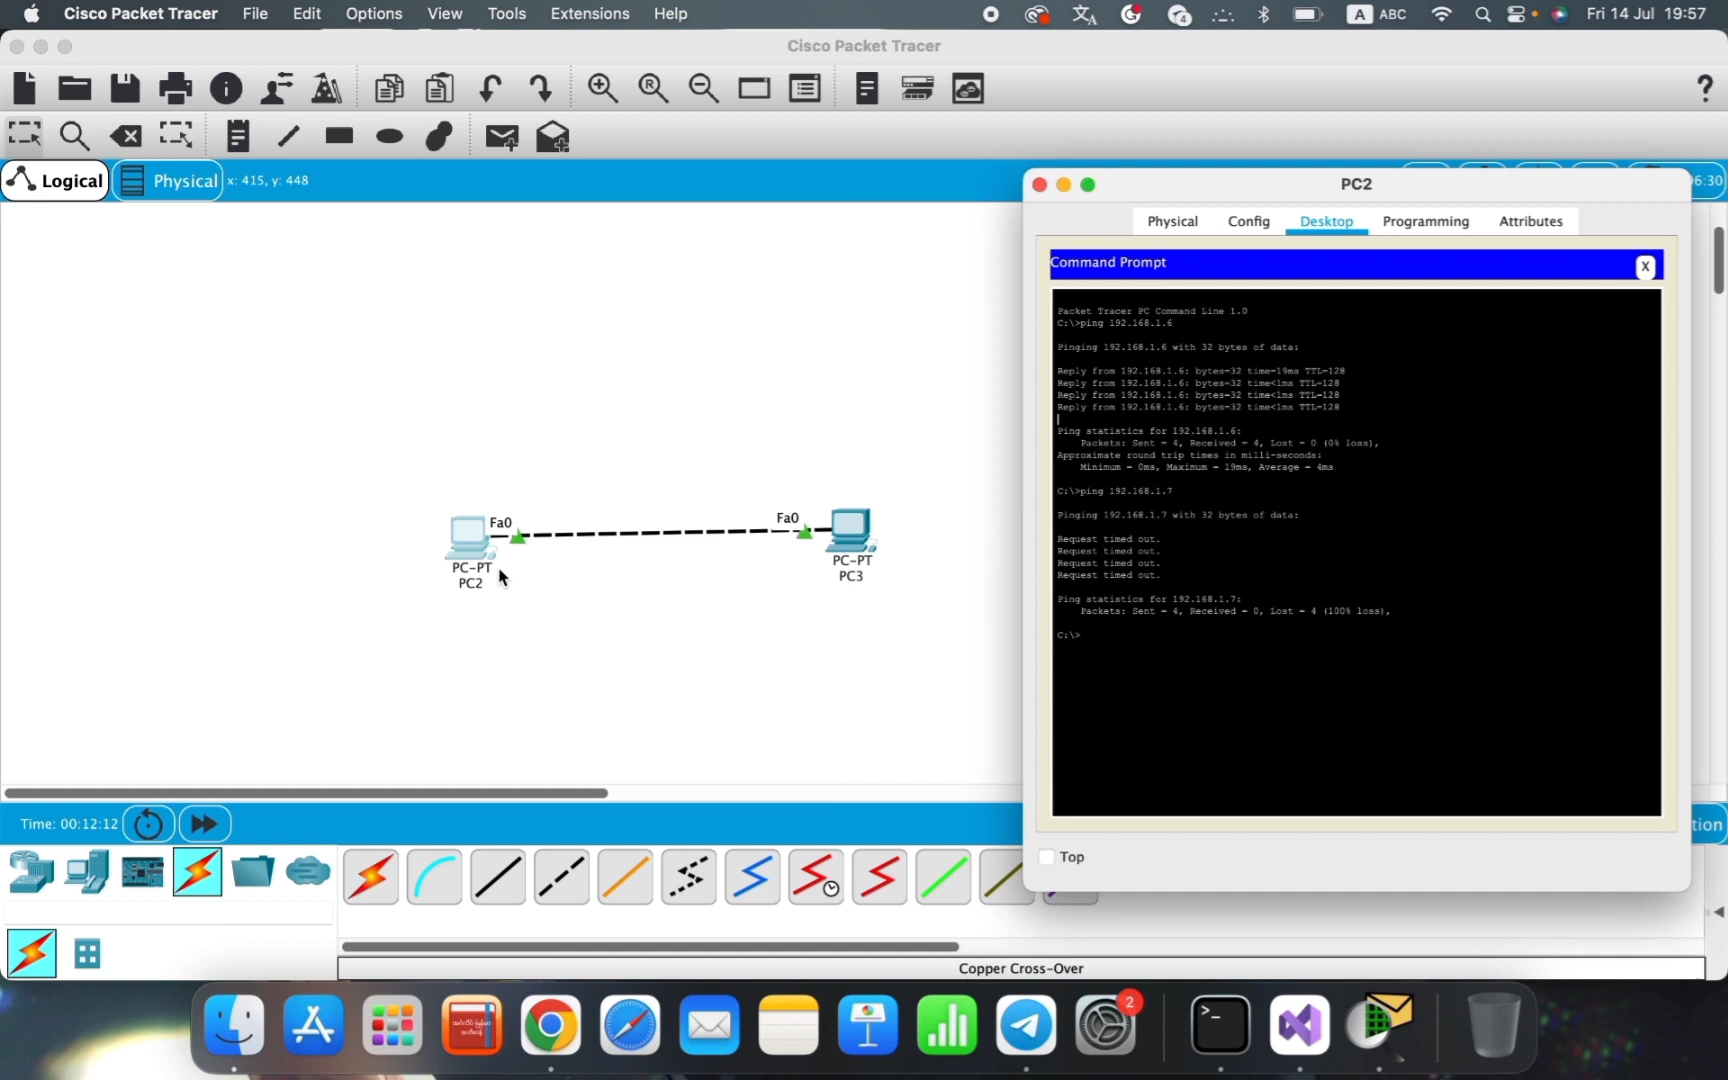 Cisco Packet Tracer File Edit Options View Tools Extensions Help
4 A ABC Fri 14 Jul 19:57
Cisco Packet Tracer
R
?
Logical Physical x: 415, y: 448
6:30
PC2
Physical Config Desktop Programming Attributes
Command Prompt X
Packet Tracer PC Command Line 1.0
C:\>ping 192.168.1.6
Pinging 192.168.1.6 with 32 bytes of data:
Reply from 192.168.1.6: bytes=32 time=19ms TTL=128
Reply from 192.168.1.6: bytes=32 time<1ms TTL=128
Reply from 192.168.1.6: bytes=32 time<1ms TTL=128
Reply from 192.168.1.6: bytes=32 time<1ms TTL=128
Ping statistics for 192.168.1.6:
Packets: Sent = 4, Received = 4, Lost = 0 (0% loss),
Approximate round trip times in milli-seconds:
Minimum = 0ms, Maximum = 19ms, Average = 4ms
C:\>ping 192.168.1.7
Pinging 192.168.1.7 with 32 bytes of data:
Request timed out.
Request timed out.
Request timed out.
Request timed out.
Ping statistics for 192.168.1.7:
Packets: Sent = 4, Received = 0, Lost = 4 (100% loss),
C:\>
Top
Fa0
Fa0
PC-PT
PC2
PC-PT
PC3
Time: 00:12:12
tion
Copper Cross-Over
2
>_